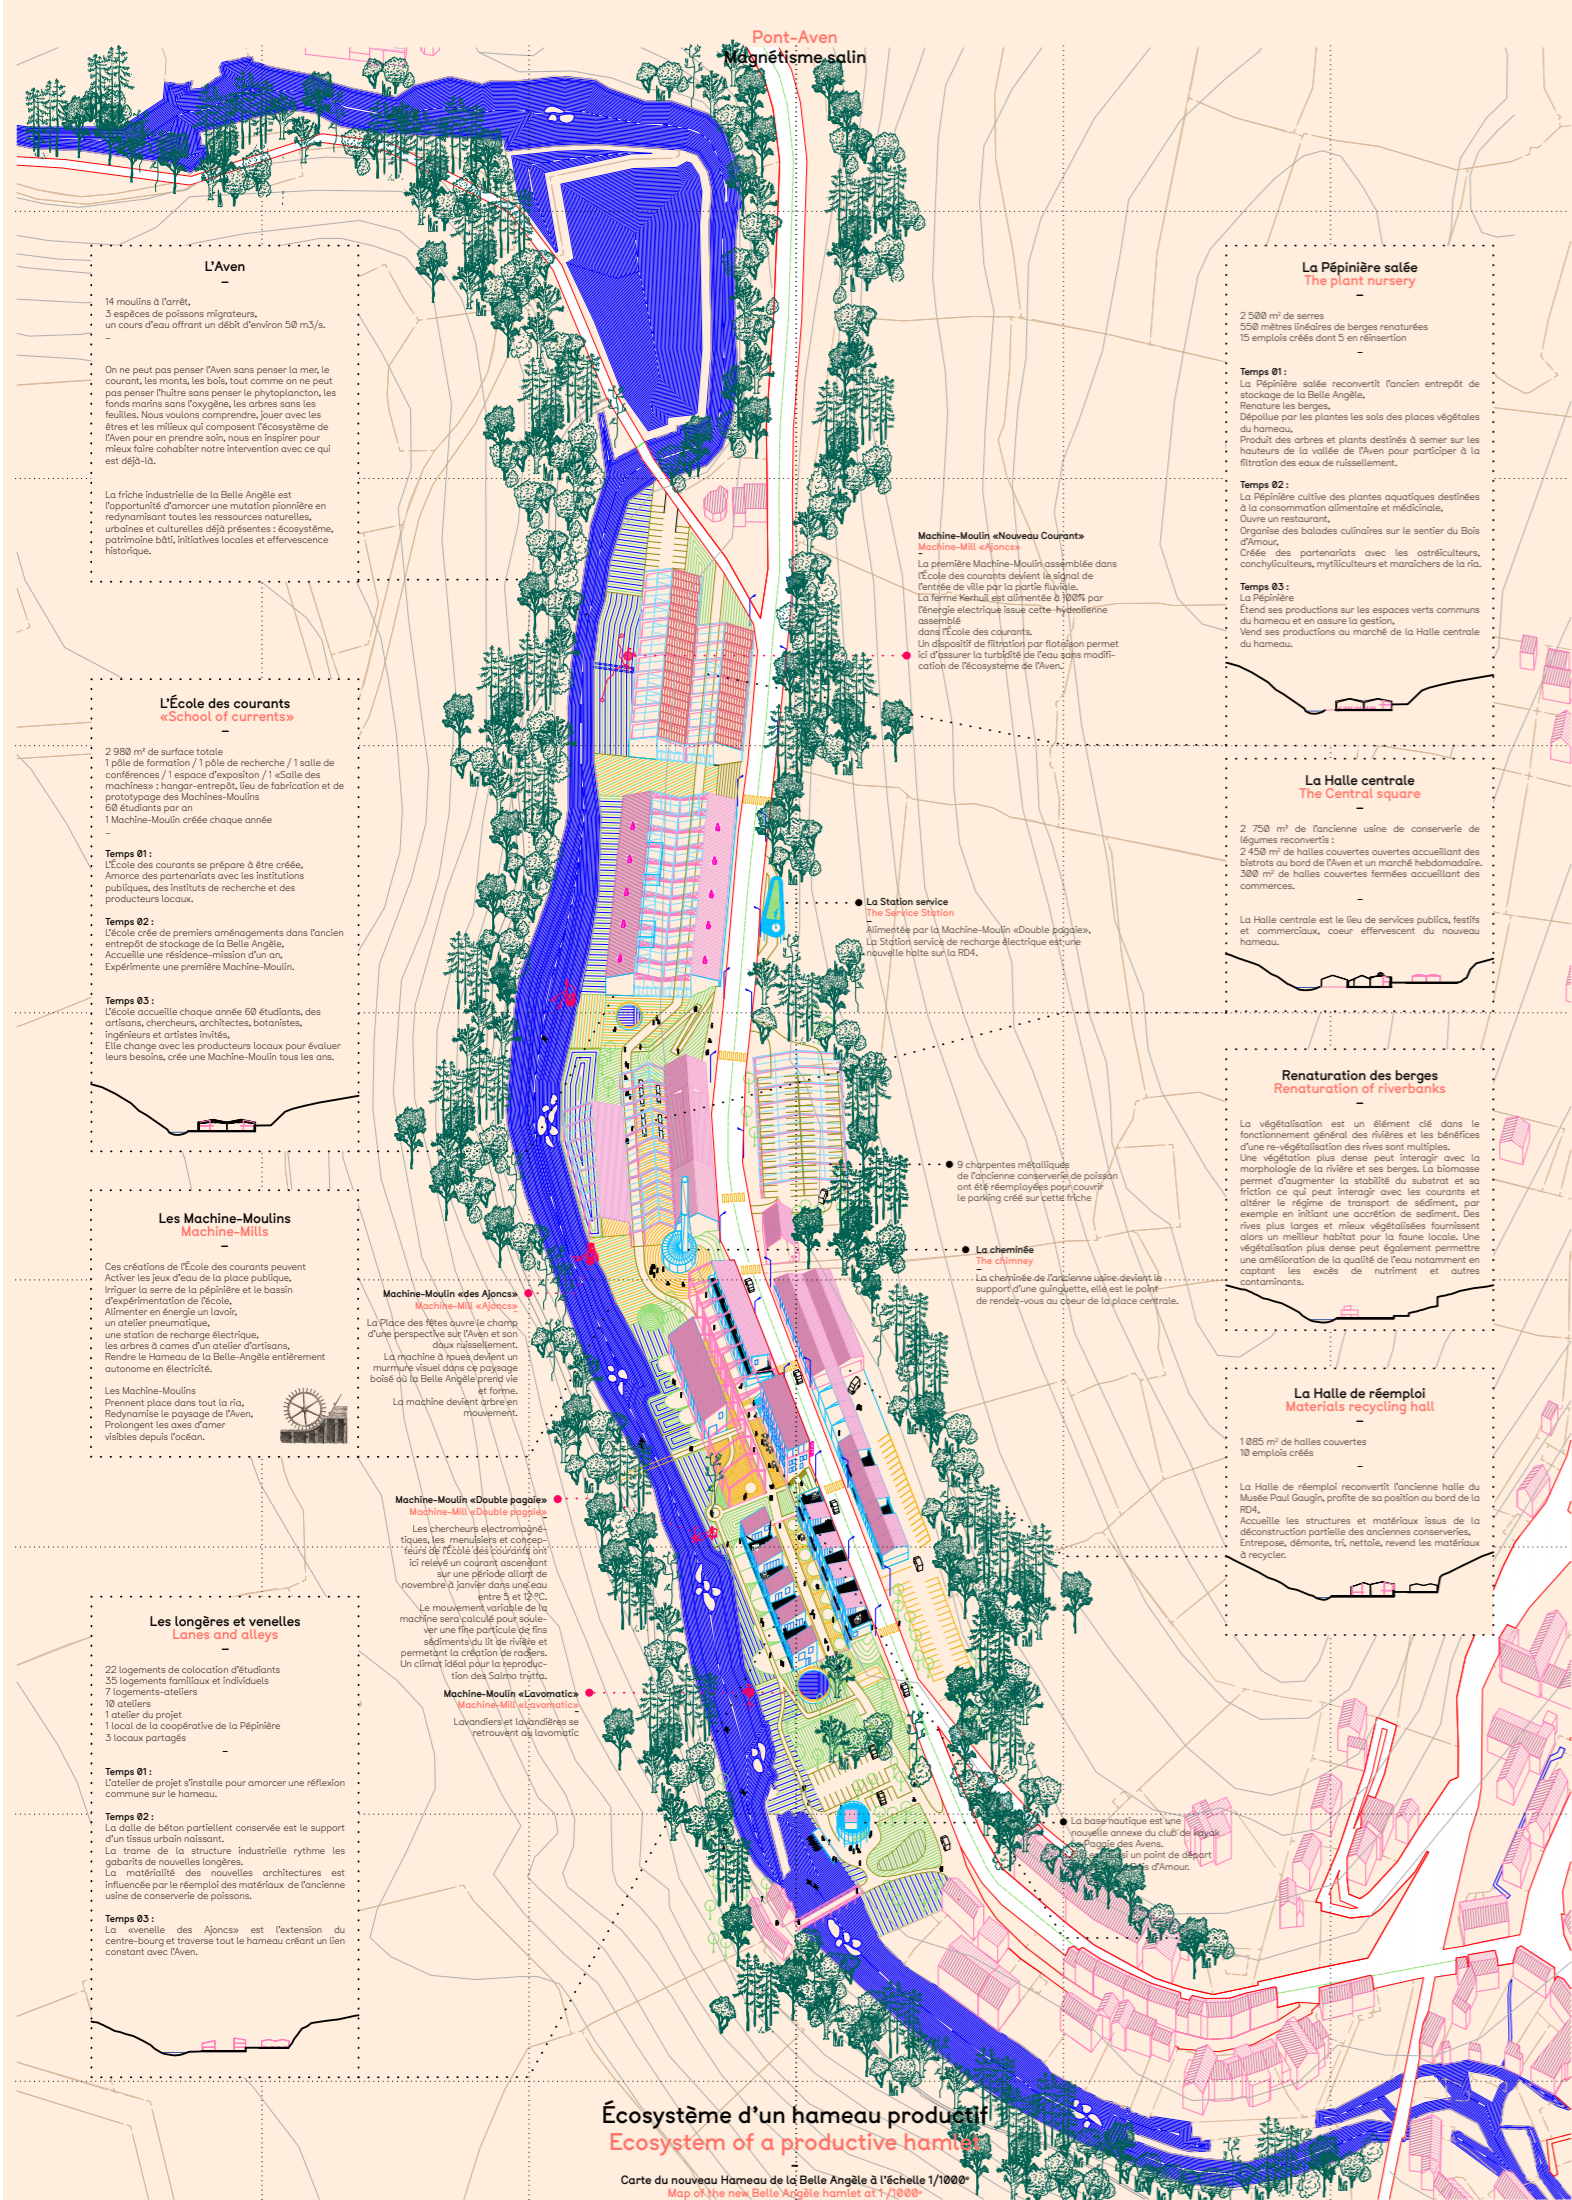 Pont-Aven
Magnétisme salin
L'Aven
–
14 moulins à l'arrêt,
3 espèces de poissons migrateurs,
un cours d'eau offrant un débit d'environ 50 m3/s.
–
On ne peut pas penser l'Aven sans penser la mer, le
courant, les monts, les bois, tout comme on ne peut
pas penser l'huître sans penser le phytoplancton, les
fonds marins sans l'oxygène, les arbres sans les
feuilles. Nous voulons comprendre, jouer avec les
êtres et les milieux qui composent l'écosystème de
l'Aven pour en prendre soin, nous en inspirer pour
mieux faire cohabiter notre intervention avec ce qui
est déjà-là.
La friche industrielle de la Belle Angèle est
l'opportunité d'amorcer une mutation pionnière en
redynamisant toutes les ressources naturelles,
urbaines et culturelles déjà présentes : écosystème,
patrimoine bâti, initiatives locales et effervescence
historique.
L'École des courants
«School of currents»
–
2 980 m² de surface totale
1 pôle de formation / 1 pôle de recherche / 1 salle de
conférences / 1 espace d'expositon / 1 «Salle des
machines» : hangar-entrepôt, lieu de fabrication et de
prototypage des Machines-Moulins
60 étudiants par an
1 Machine-Moulin créée chaque année
–
Temps 01 :
L'École des courants se prépare à être créée,
Amorce des partenariats avec les institutions
publiques, des instituts de recherche et des
producteurs locaux.
Temps 02 :
L'école crée de premiers aménagements dans l'ancien
entrepôt de stockage de la Belle Angèle,
Accueille une résidence-mission d'un an,
Expérimente une première Machine-Moulin.
Temps 03 :
L'école accueille chaque année 60 étudiants, des
artisans, chercheurs, architectes, botanistes,
ingénieurs et artistes invités,
Elle change avec les producteurs locaux pour évaluer
leurs besoins, crée une Machine-Moulin tous les ans.
Les Machine-Moulins
Machine-Mills
–
Ces créations de l'École des courants peuvent
Activer les jeux d'eau de la place publique,
Irriguer la serre de la pépinière et le bassin
d'expérimentation de l'école,
Alimenter en énergie un lavoir,
un atelier pneumatique,
une station de recharge électrique,
les arbres à cames d'un atelier d'artisans,
Rendre le Hameau de la Belle-Angèle entièrement
autonome en électricité.
Les Machine-Moulins
Prennent place dans tout la ria,
Redynamise le paysage de l'Aven,
Prolongent les axes d'amer
visibles depuis l'océan.
Les longères et venelles
Lanes and alleys
–
22 logements de colocation d'étudiants
35 logements familiaux et individuels
7 logements-ateliers
10 ateliers
1 atelier du projet
1 local de la coopérative de la Pépinière
3 locaux partagés
–
Temps 01 :
L'atelier de projet s'installe pour amorcer une réflexion
commune sur le hameau.
Temps 02 :
La dalle de béton partiellent conservée est le support
d'un tissus urbain naissant.
La trame de la structure industrielle rythme les
gabarits de nouvelles longères.
La matérialité des nouvelles architectures est
influencée par le réemploi des matériaux de l'ancienne
usine de conserverie de poissons.
Temps 03 :
La «venelle des Ajoncs» est l'extension du
centre-bourg et traverse tout le hameau créant un lien
constant avec l'Aven.
Machine-Moulin «des Ajoncs»
Machine-Mill «Ajoncs»
–
La Place des fêtes ouvre le champ
d'une perspective sur l'Aven et son
doux ruissellement.
La machine à roues devient un
murmure visuel dans ce paysage
boisé où la Belle Angèle prend vie
et forme.
La machine devient arbre en
mouvement.
Machine-Moulin «Double pagaie»
Machine-Mill «Double pagaie»
–
Les chercheurs electromagné-
tiques, les menuisiers et concep-
teurs de l'École des courants ont
ici relevé un courant ascendant
sur une période allant de
novembre à janvier dans une eau
entre 5 et 12 °C.
Le mouvement variable de la
machine sera calculé pour soule-
ver une fine particule de fins
sédiments du lit de rivière et
permetant la création de radiers.
Un climat idéal pour la reproduc-
tion des Salmo trutta.
Machine-Moulin «Lavomatic»
Machine-Mill «Lavomatic»
–
Lavandiers et lavandières se
retrouvent au lavomatic
Machine-Moulin «Nouveau Courant»
Machine-Mill «Ajoncs»
–
La première Machine-Moulin assemblée dans
l'École des courants devient le signal de
l'entrée de ville par la partie fluviale.
La ferme Kerhuil est alimentée à 100% par
l'énergie electrique issue cette hydrolienne
assemblé
dans l'École des courants.
Un dispositif de filtration par flotaison permet
ici d'assurer la turbidité de l'eau sans modifi-
cation de l'écosysteme de l'Aven.
La Station service
The Service Station
–
Alimentée par la Machine-Moulin «Double pagaie»,
La Station service de recharge électrique est une
nouvelle halte sur la RD4.
9 charpentes métalliques
de l'ancienne conserverie de poisson
ont été réemployées pour couvrir
le parking créé sur cette friche
La cheminée
The chimney
–
La cheminée de l'ancienne usine devient le
support d'une guinguette, elle est le point
de rendez-vous au coeur de la place centrale.
La base nautique est une
nouvelle annexe du club de kayak
Pagaie des Avens.
un point de départ
d'Amour.
La Pépinière salée
The plant nursery
–
2 500 m² de serres
550 mètres linéaires de berges renaturées
15 emplois créés dont 5 en réinsertion
–
Temps 01 :
La Pépinière salée reconvertit l'ancien entrepôt de
stockage de la Belle Angèle,
Renature les berges,
Dépollue par les plantes les sols des places végétales
du hameau,
Produit des arbres et plants destinés à semer sur les
hauteurs de la vallée de l'Aven pour participer à la
filtration des eaux de ruissellement.
Temps 02 :
La Pépinière cultive des plantes aquatiques destinées
à la consommation alimentaire et médicinale,
Ouvre un restaurant,
Organise des balades culinaires sur le sentier du Bois
d'Amour,
Créée des partenariats avec les ostréiculteurs,
conchyliculteurs, mytiliculteurs et maraîchers de la ria.
Temps 03 :
La Pépinière
Étend ses productions sur les espaces verts communs
du hameau et en assure la gestion,
Vend ses productions au marché de la Halle centrale
du hameau.
La Halle centrale
The Central square
–
2 750 m² de l'ancienne usine de conserverie de
légumes reconvertis :
2 450 m² de halles couvertes ouvertes accueillant des
bistrots au bord de l'Aven et un marché hebdomadaire.
300 m² de halles couvertes fermées accueillant des
commerces.
–
La Halle centrale est le lieu de services publics, festifs
et commerciaux, coeur effervescent du nouveau
hameau.
Renaturation des berges
Renaturation of riverbanks
–
La végétalisation est un élément clé dans le
fonctionnement général des rivières et les bénéfices
d'une re-végétalisation des rives sont multiples.
Une végétation plus dense peut interagir avec la
morphologie de la rivière et ses berges. La biomasse
permet d'augmenter la stabilité du substrat et sa
friction ce qui peut interagir avec les courants et
altérer le régime de transport de sédiment, par
exemple en initiant une accrétion de sediment. Des
rives plus larges et mieux végétalisées fournissent
alors un meilleur habitat pour la faune locale. Une
végétalisation plus dense peut également permettre
une amélioration de la qualité de l'eau notamment en
captant les excés de nutriment et autres
contaminants.
La Halle de réemploi
Materials recycling hall
–
1 085 m² de halles couvertes
10 emplois créés
–
La Halle de réemploi reconvertit l'ancienne halle du
Musée Paul Gaugin, profite de sa position au bord de la
RD4,
Accueille les structures et matériaux issus de la
déconstruction partielle des anciennes conserveries,
Entrepose, démonte, tri, nettoie, revend les matériaux
à recycler.
Écosystème d'un hameau productif
Ecosystem of a productive hamlet
–
Carte du nouveau Hameau de la Belle Angèle à l'échelle 1/1000°
Map of the new Belle Angèle hamlet at 1 /1000°